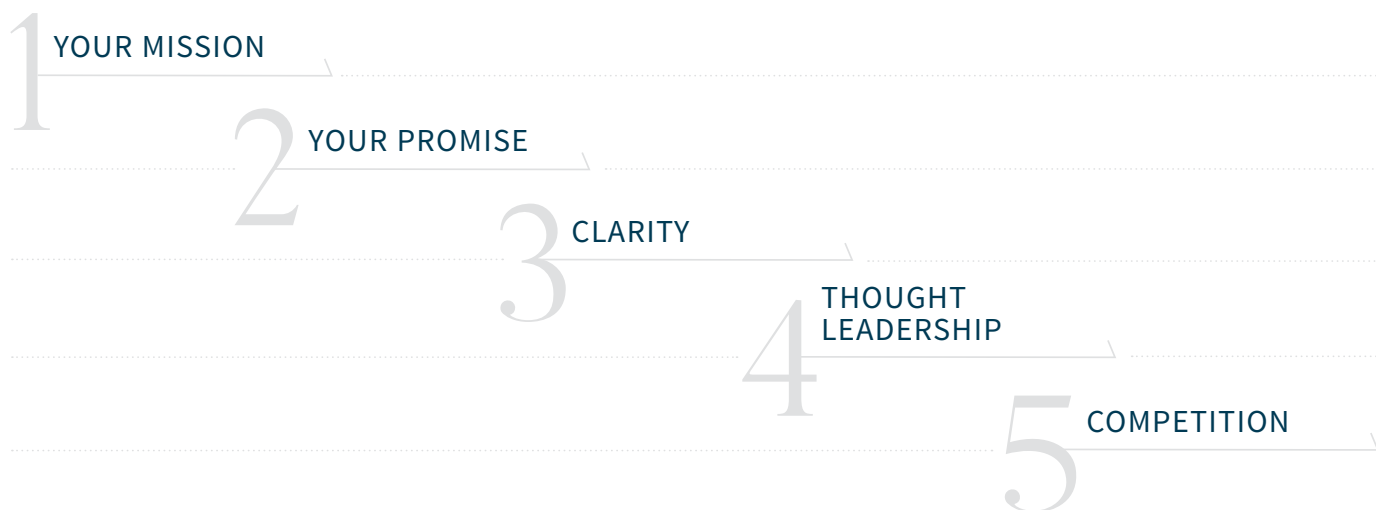 1 YOUR MISSION
2 YOUR PROMISE
3 CLARITY
4 THOUGHT
LEADERSHIP
5 COMPETITION